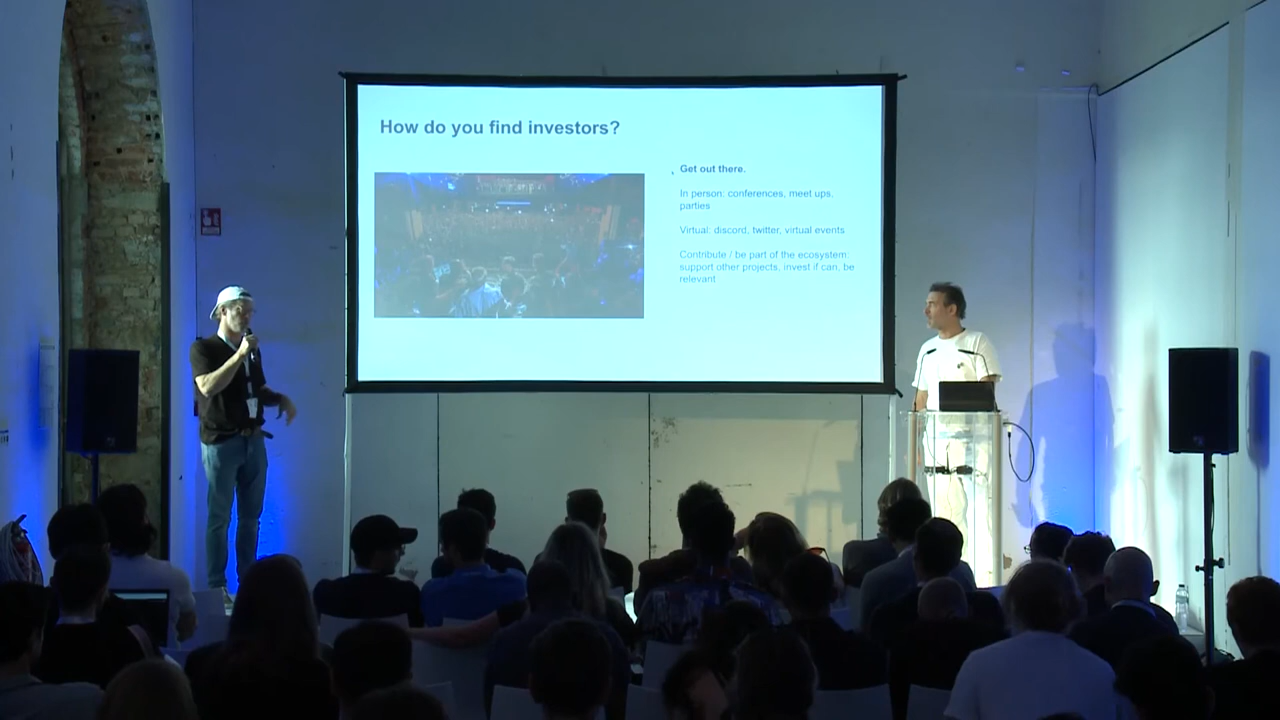 How do you find investors?
Get out there.
In person: conferences, meet ups,
parties
Virtual: discord, twitter, virtual events
Contribute / be part of the ecosystem:
support other projects, invest if can, be
relevant